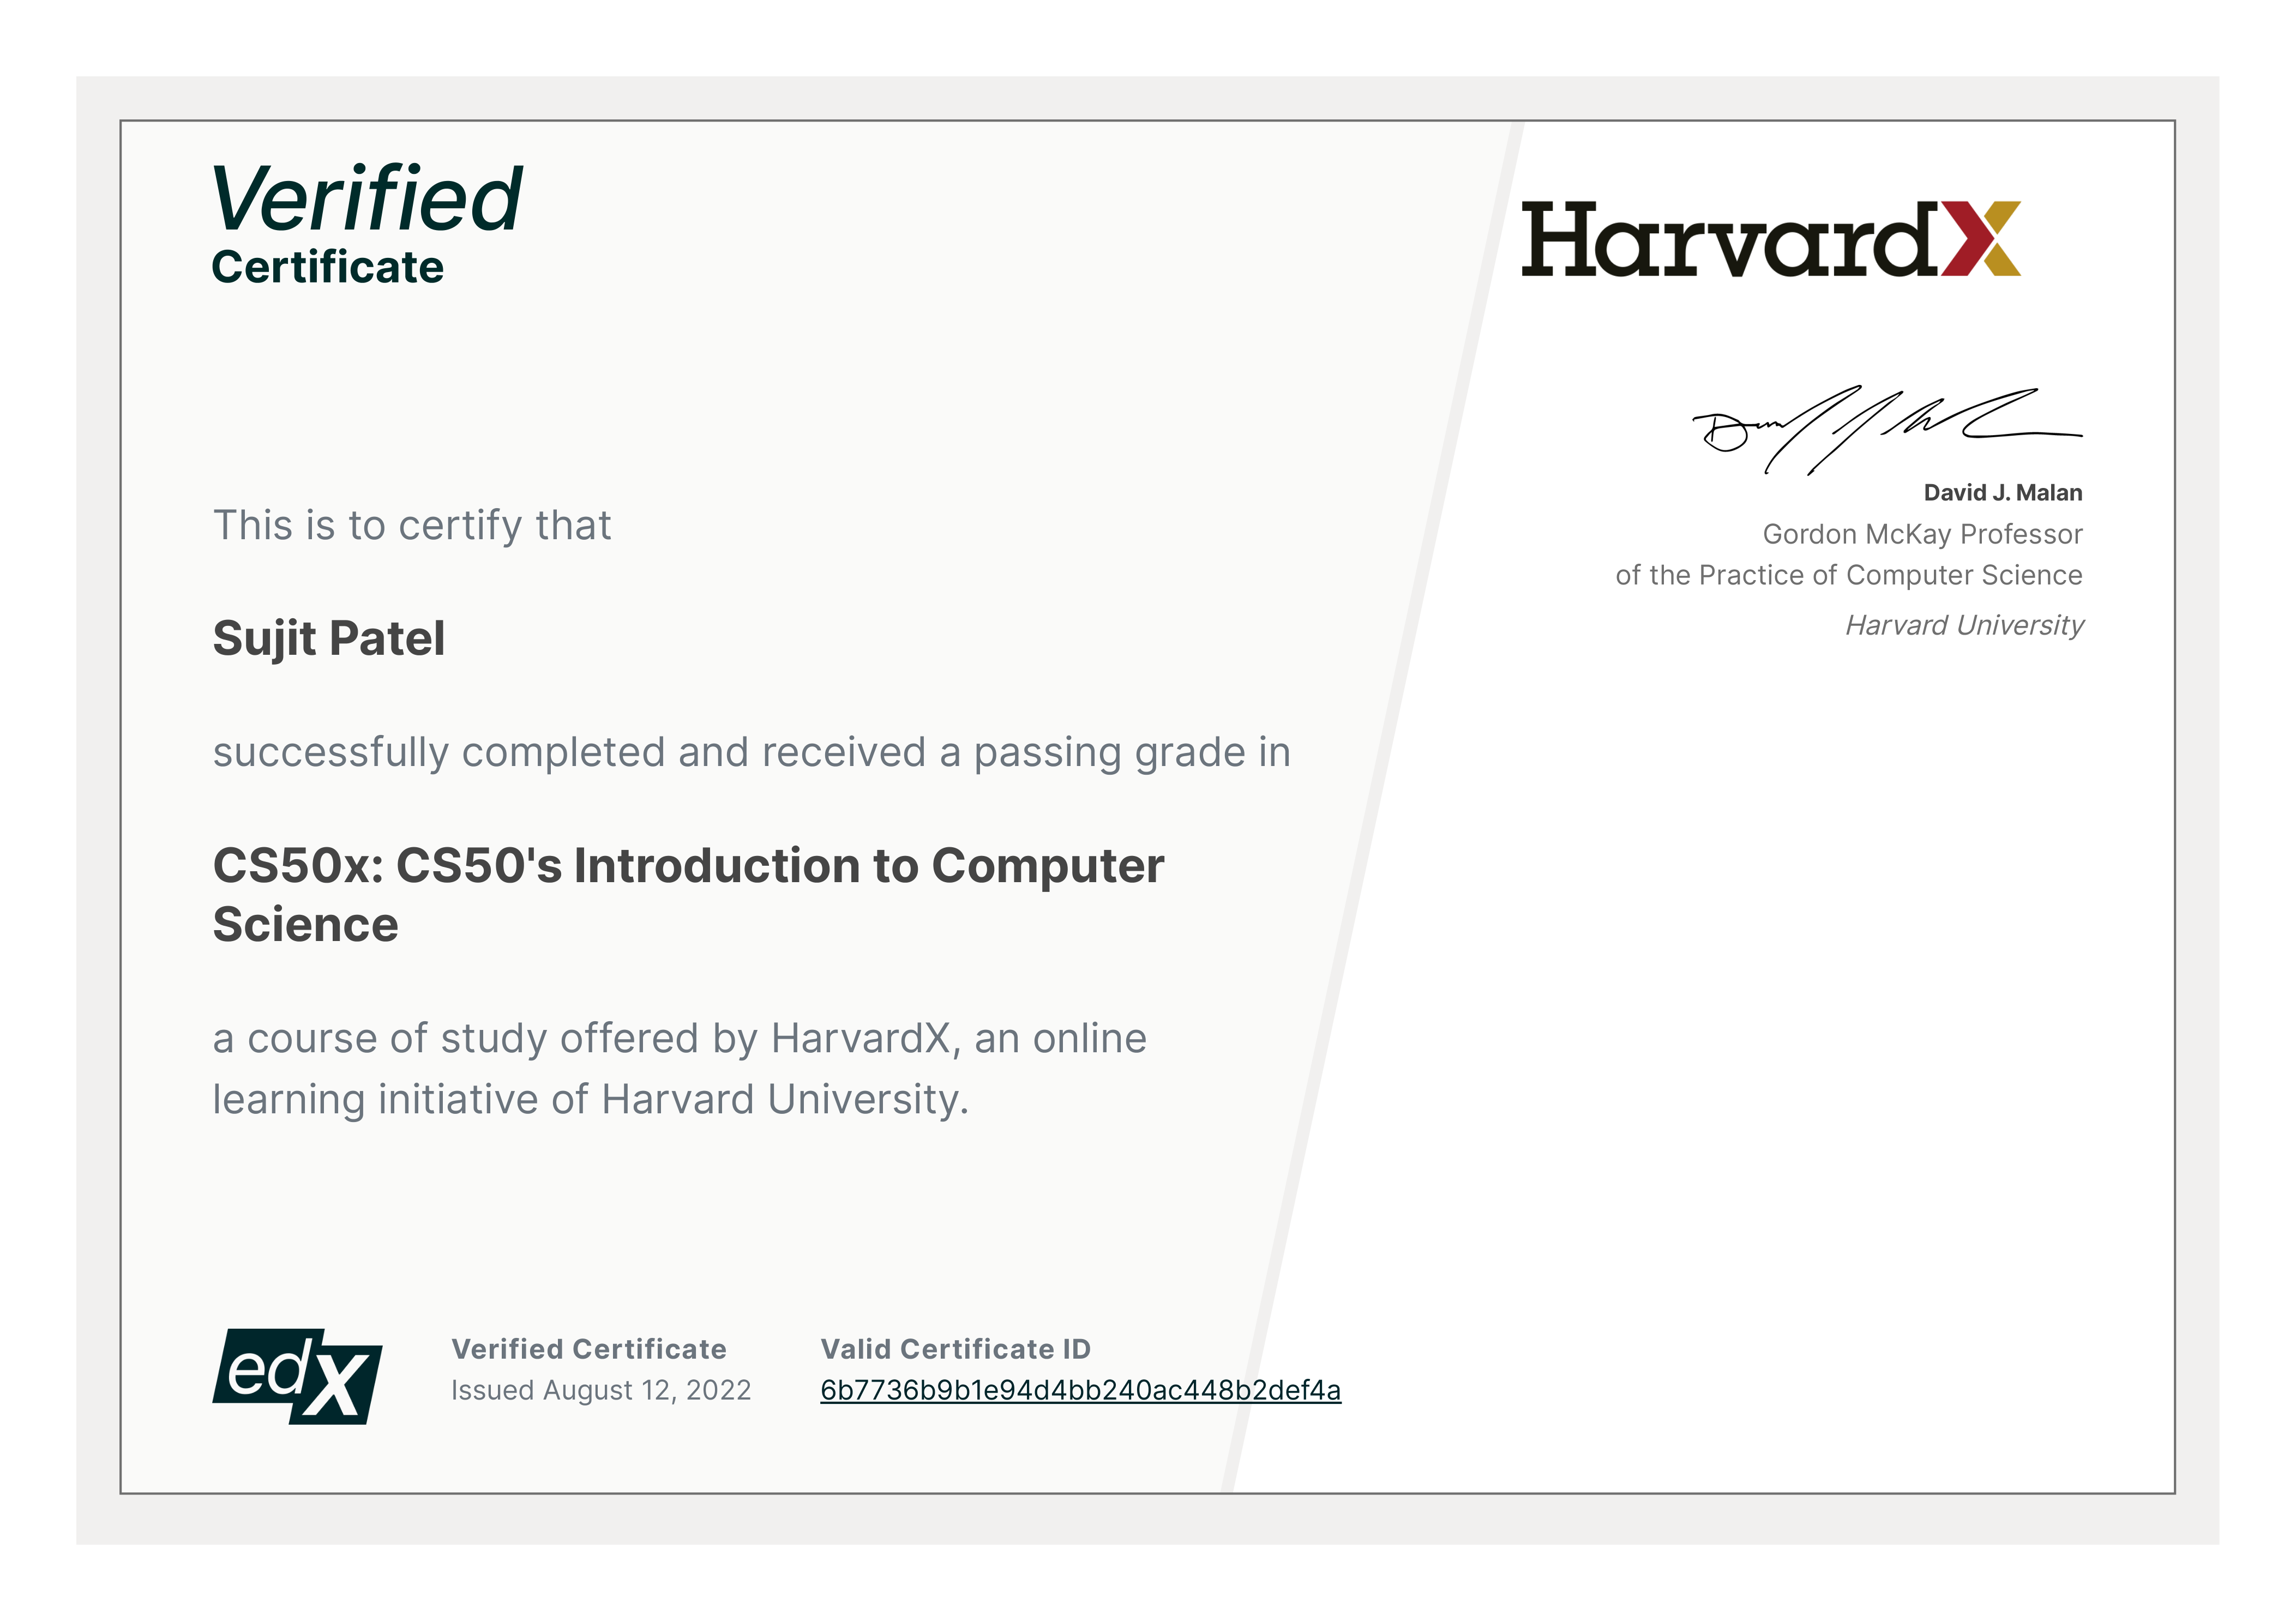 Verified
Certificate
HarvardX
This is to certify that
Sujit Patel
successfully completed and received a passing grade in
CS50x: CS50's Introduction to Computer
Science
a course of study offered by HarvardX, an online
learning initiative of Harvard University.
David J. Malan
Gordon McKay Professor
of the Practice of Computer Science
Harvard University
edX
Verified Certificate
Issued August 12, 2022
Valid Certificate ID
6b7736b9b1e94d4bb240ac448b2def4a